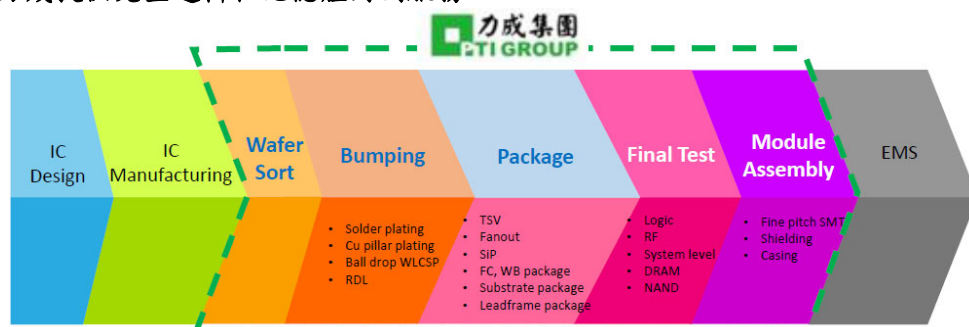 力成集團
PTI GROUP
IC
Design
IC
Manufacturing
Wafer
Sort
Bumping
Package
Final Test
Module
Assembly
EMS
• Solder plating
• Cu pillar plating
• Ball drop WLCSP
• RDL
• TSV
• Fanout
• SiP
• FC, WB package
• Substrate package
• Leadframe package
• Logic
• RF
• System level
• DRAM
• NAND
• Fine pitch SMT
• Shielding
• Casing